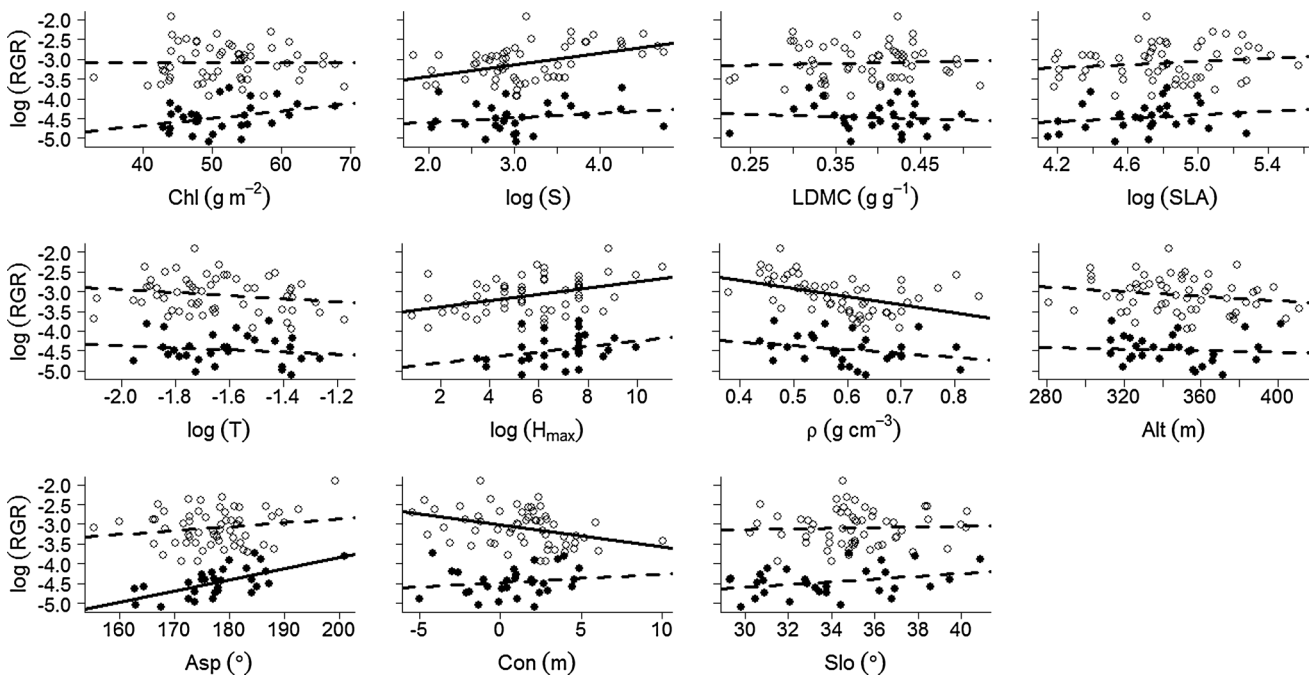 log (RGR)
-2.0
-2.5
-3.0
-3.5
-4.0
-4.5
-5.0
40 50 60 70
Chl (g m⁻²)
2.0 3.0 4.0
log (S)
0.25 0.35 0.45
LDMC (g g⁻¹)
4.2 4.6 5.0 5.4
log (SLA)
log (RGR)
-2.0
-2.5
-3.0
-3.5
-4.0
-4.5
-5.0
-2.0 -1.8 -1.6 -1.4 -1.2
log (T)
2 4 6 8 10
log (Hmax)
0.4 0.5 0.6 0.7 0.8
ρ (g cm⁻³)
280 320 360 400
Alt (m)
log (RGR)
-2.0
-2.5
-3.0
-3.5
-4.0
-4.5
-5.0
160 170 180 190 200
Asp (°)
-5 0 5 10
Con (m)
30 32 34 36 38 40
Slo (°)